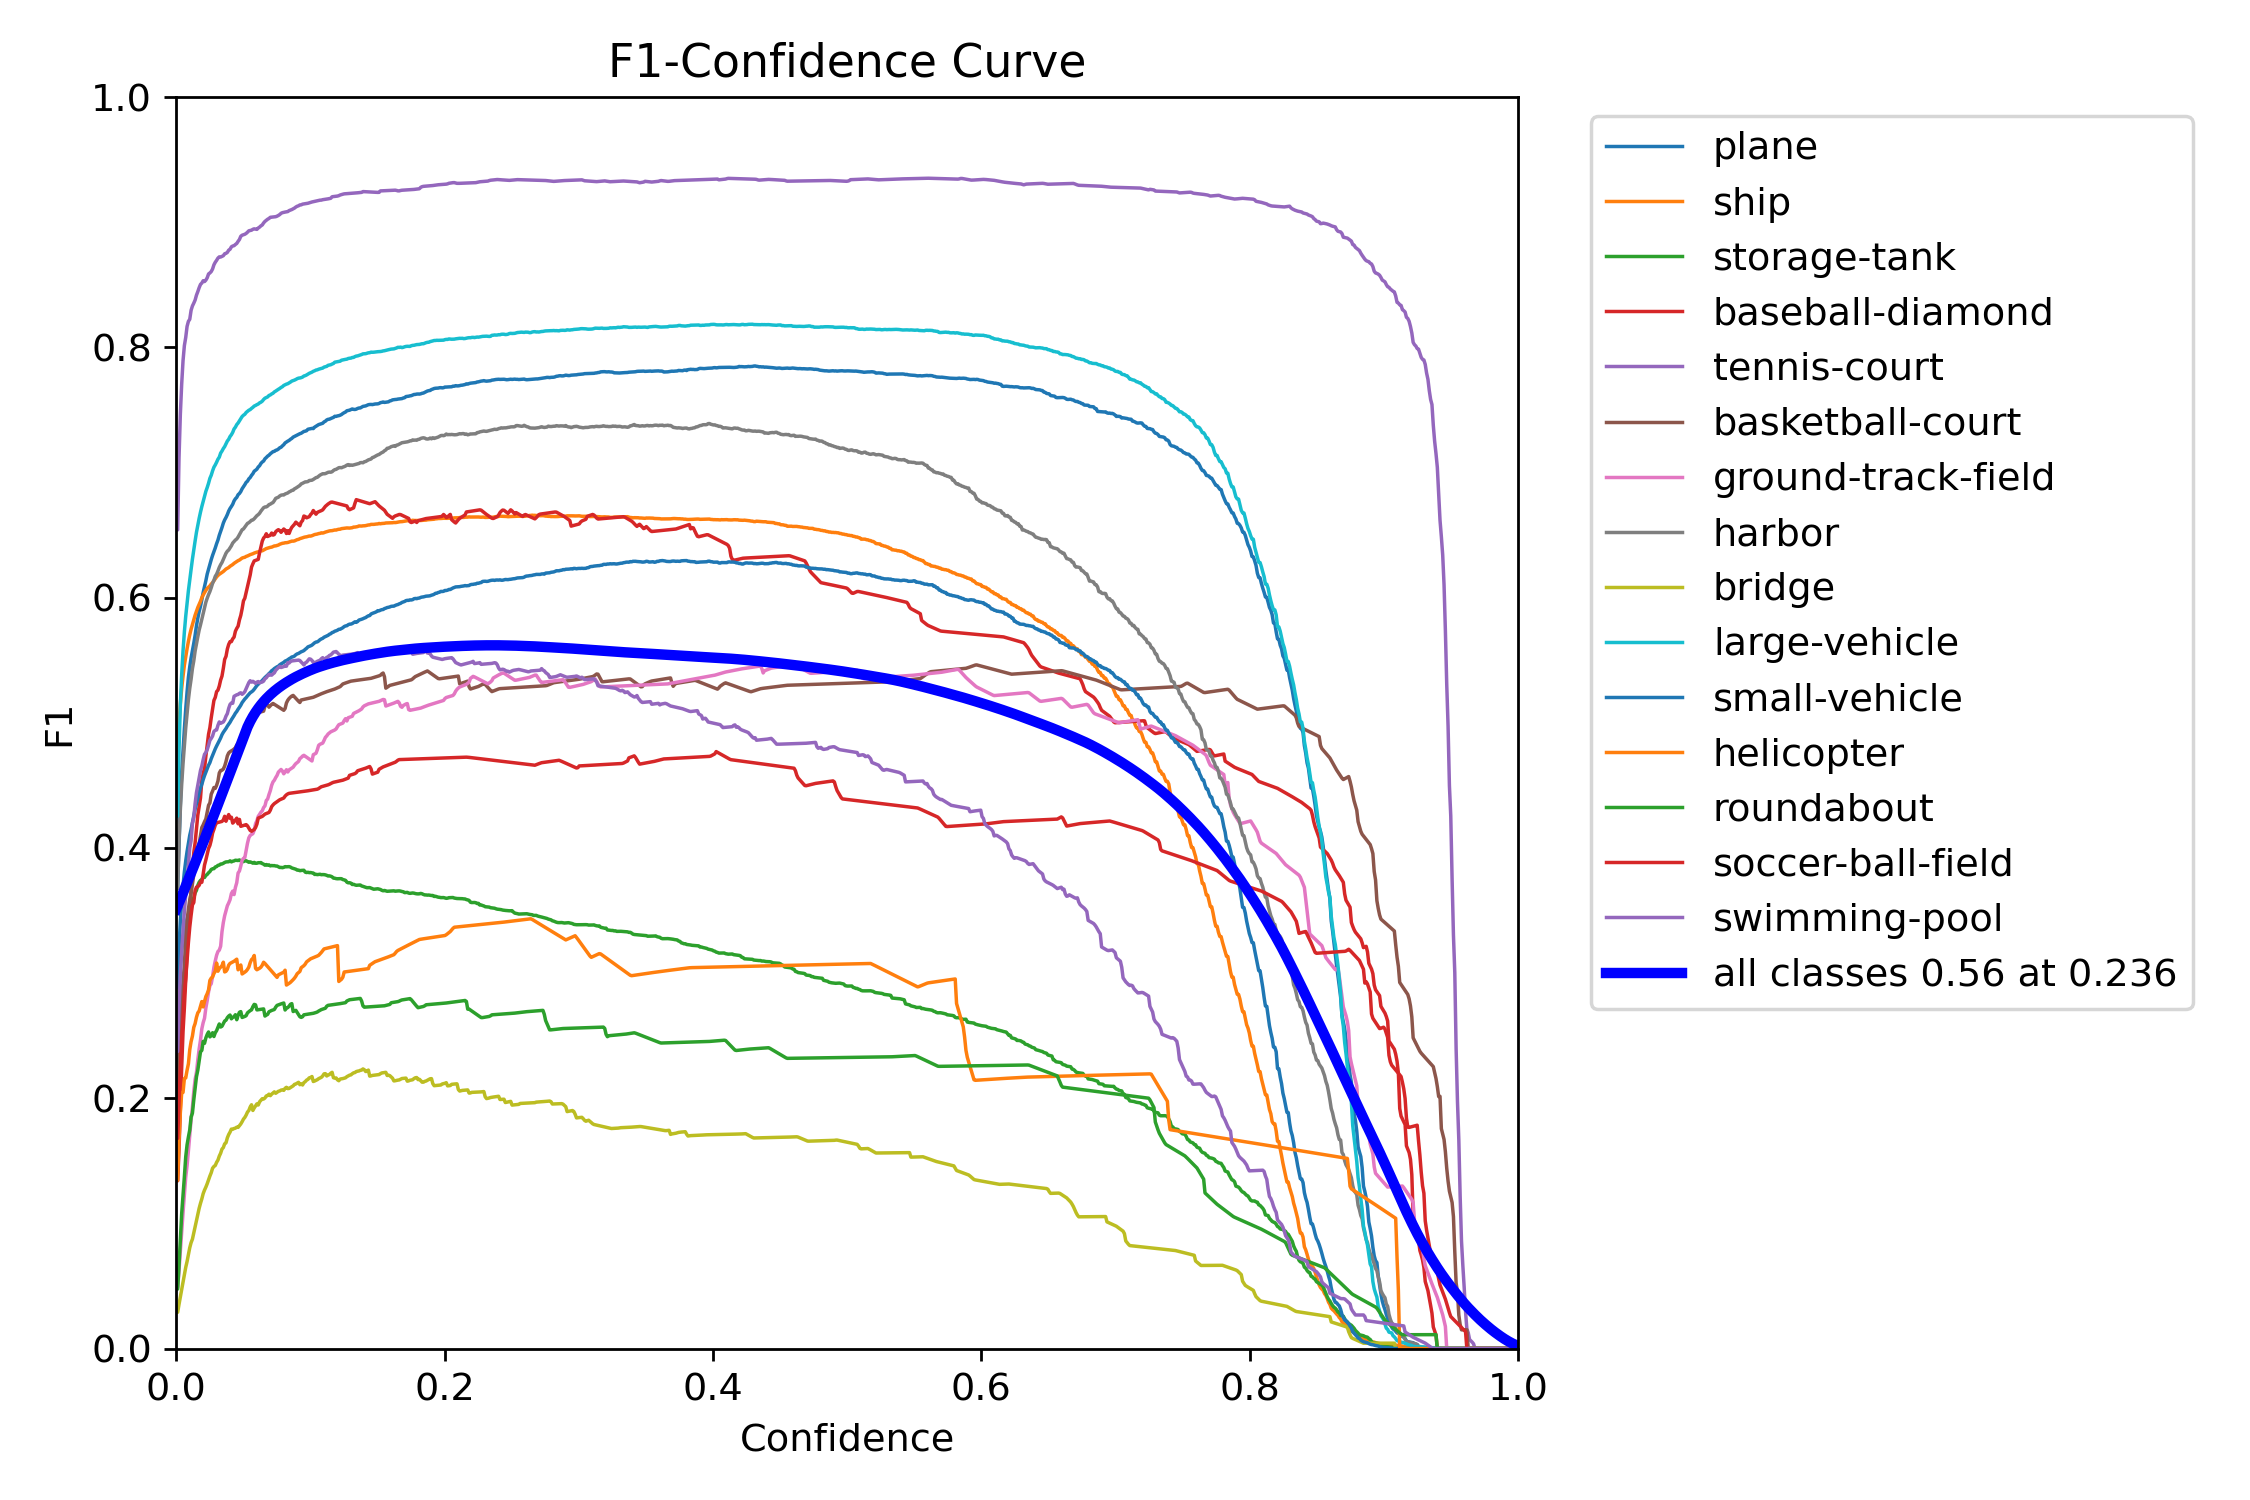 F1-Confidence Curve
1.0
0.8
0.6
0.4
0.2
0.0
F1
0.0 0.2 0.4 0.6 0.8 1.0
Confidence
plane
ship
storage-tank
baseball-diamond
tennis-court
basketball-court
ground-track-field
harbor
bridge
large-vehicle
small-vehicle
helicopter
roundabout
soccer-ball-field
swimming-pool
all classes 0.56 at 0.236